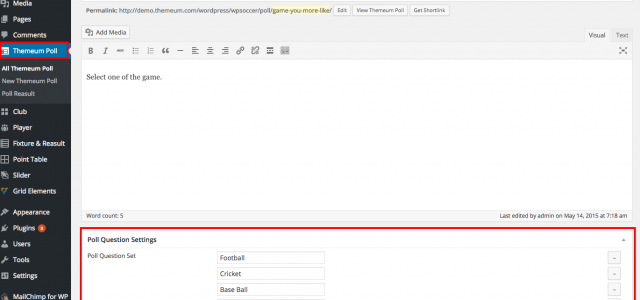 Media
Pages
Comments
Themeum Poll
All Themeum Poll
New Themeum Poll
Poll Reasult
Club
Player
Fixture & Reasult
Point Table
Slider
Grid Elements
Appearance
Plugins 3
Users
Tools
Settings
MailChimp for WP
Permalink: http://demo.themeum.com/wordpress/wpsoccer/poll/game-you-more-like/ Edit View Themeum Poll Get Shortlink
Add Media Visual Text
B I ABC
Select one of the game.
Word count: 5 Last edited by admin on May 14, 2015 at 7:18 am
Poll Question Settings
Poll Question Set Football -
Cricket -
Base Ball -